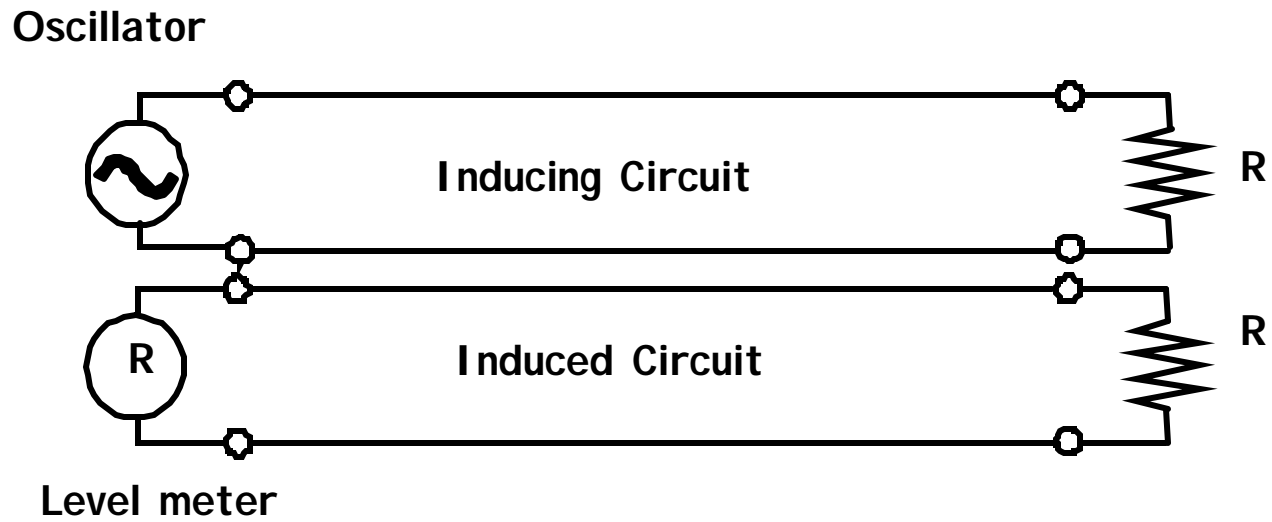 Oscillator
Inducing Circuit
R
R
R
Induced Circuit
Level meter